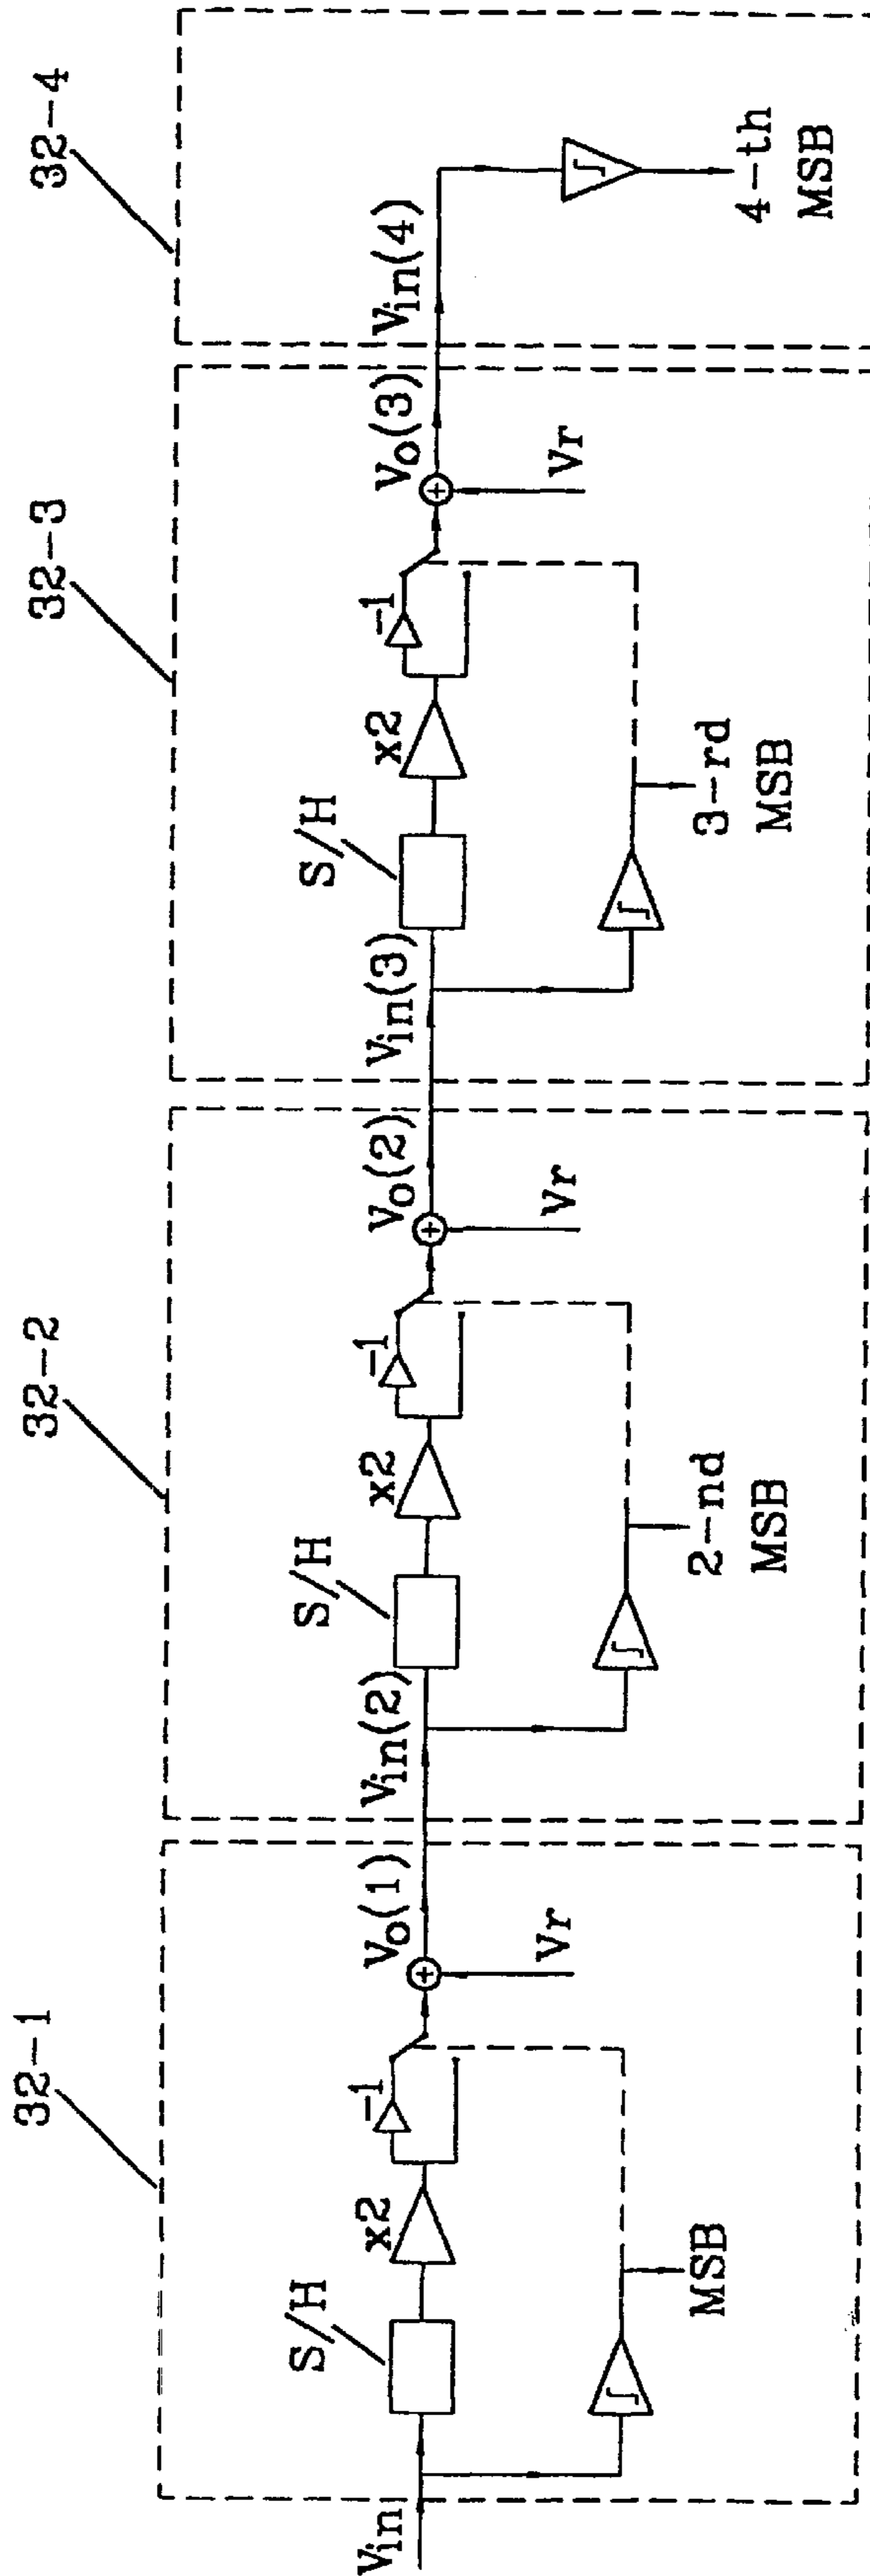 32-1
Vin
S/H
x2
-1
Vo(1)
Vr
MSB
32-2
Vin(2)
S/H
x2
-1
Vo(2)
Vr
2-nd
MSB
32-3
Vin(3)
S/H
x2
-1
Vo(3)
Vr
3-rd
MSB
32-4
Vin(4)
4-th
MSB